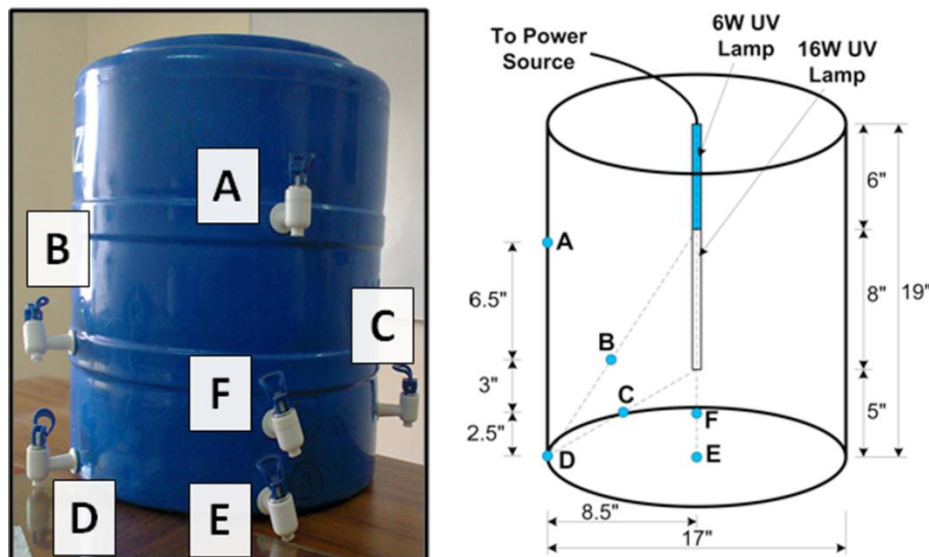 A
B
C
F
D
E
To Power
Source
6W UV
Lamp
16W UV
Lamp
A
6"
6.5"
8"
19"
B
3"
C
F
5"
2.5"
D
E
8.5"
17"